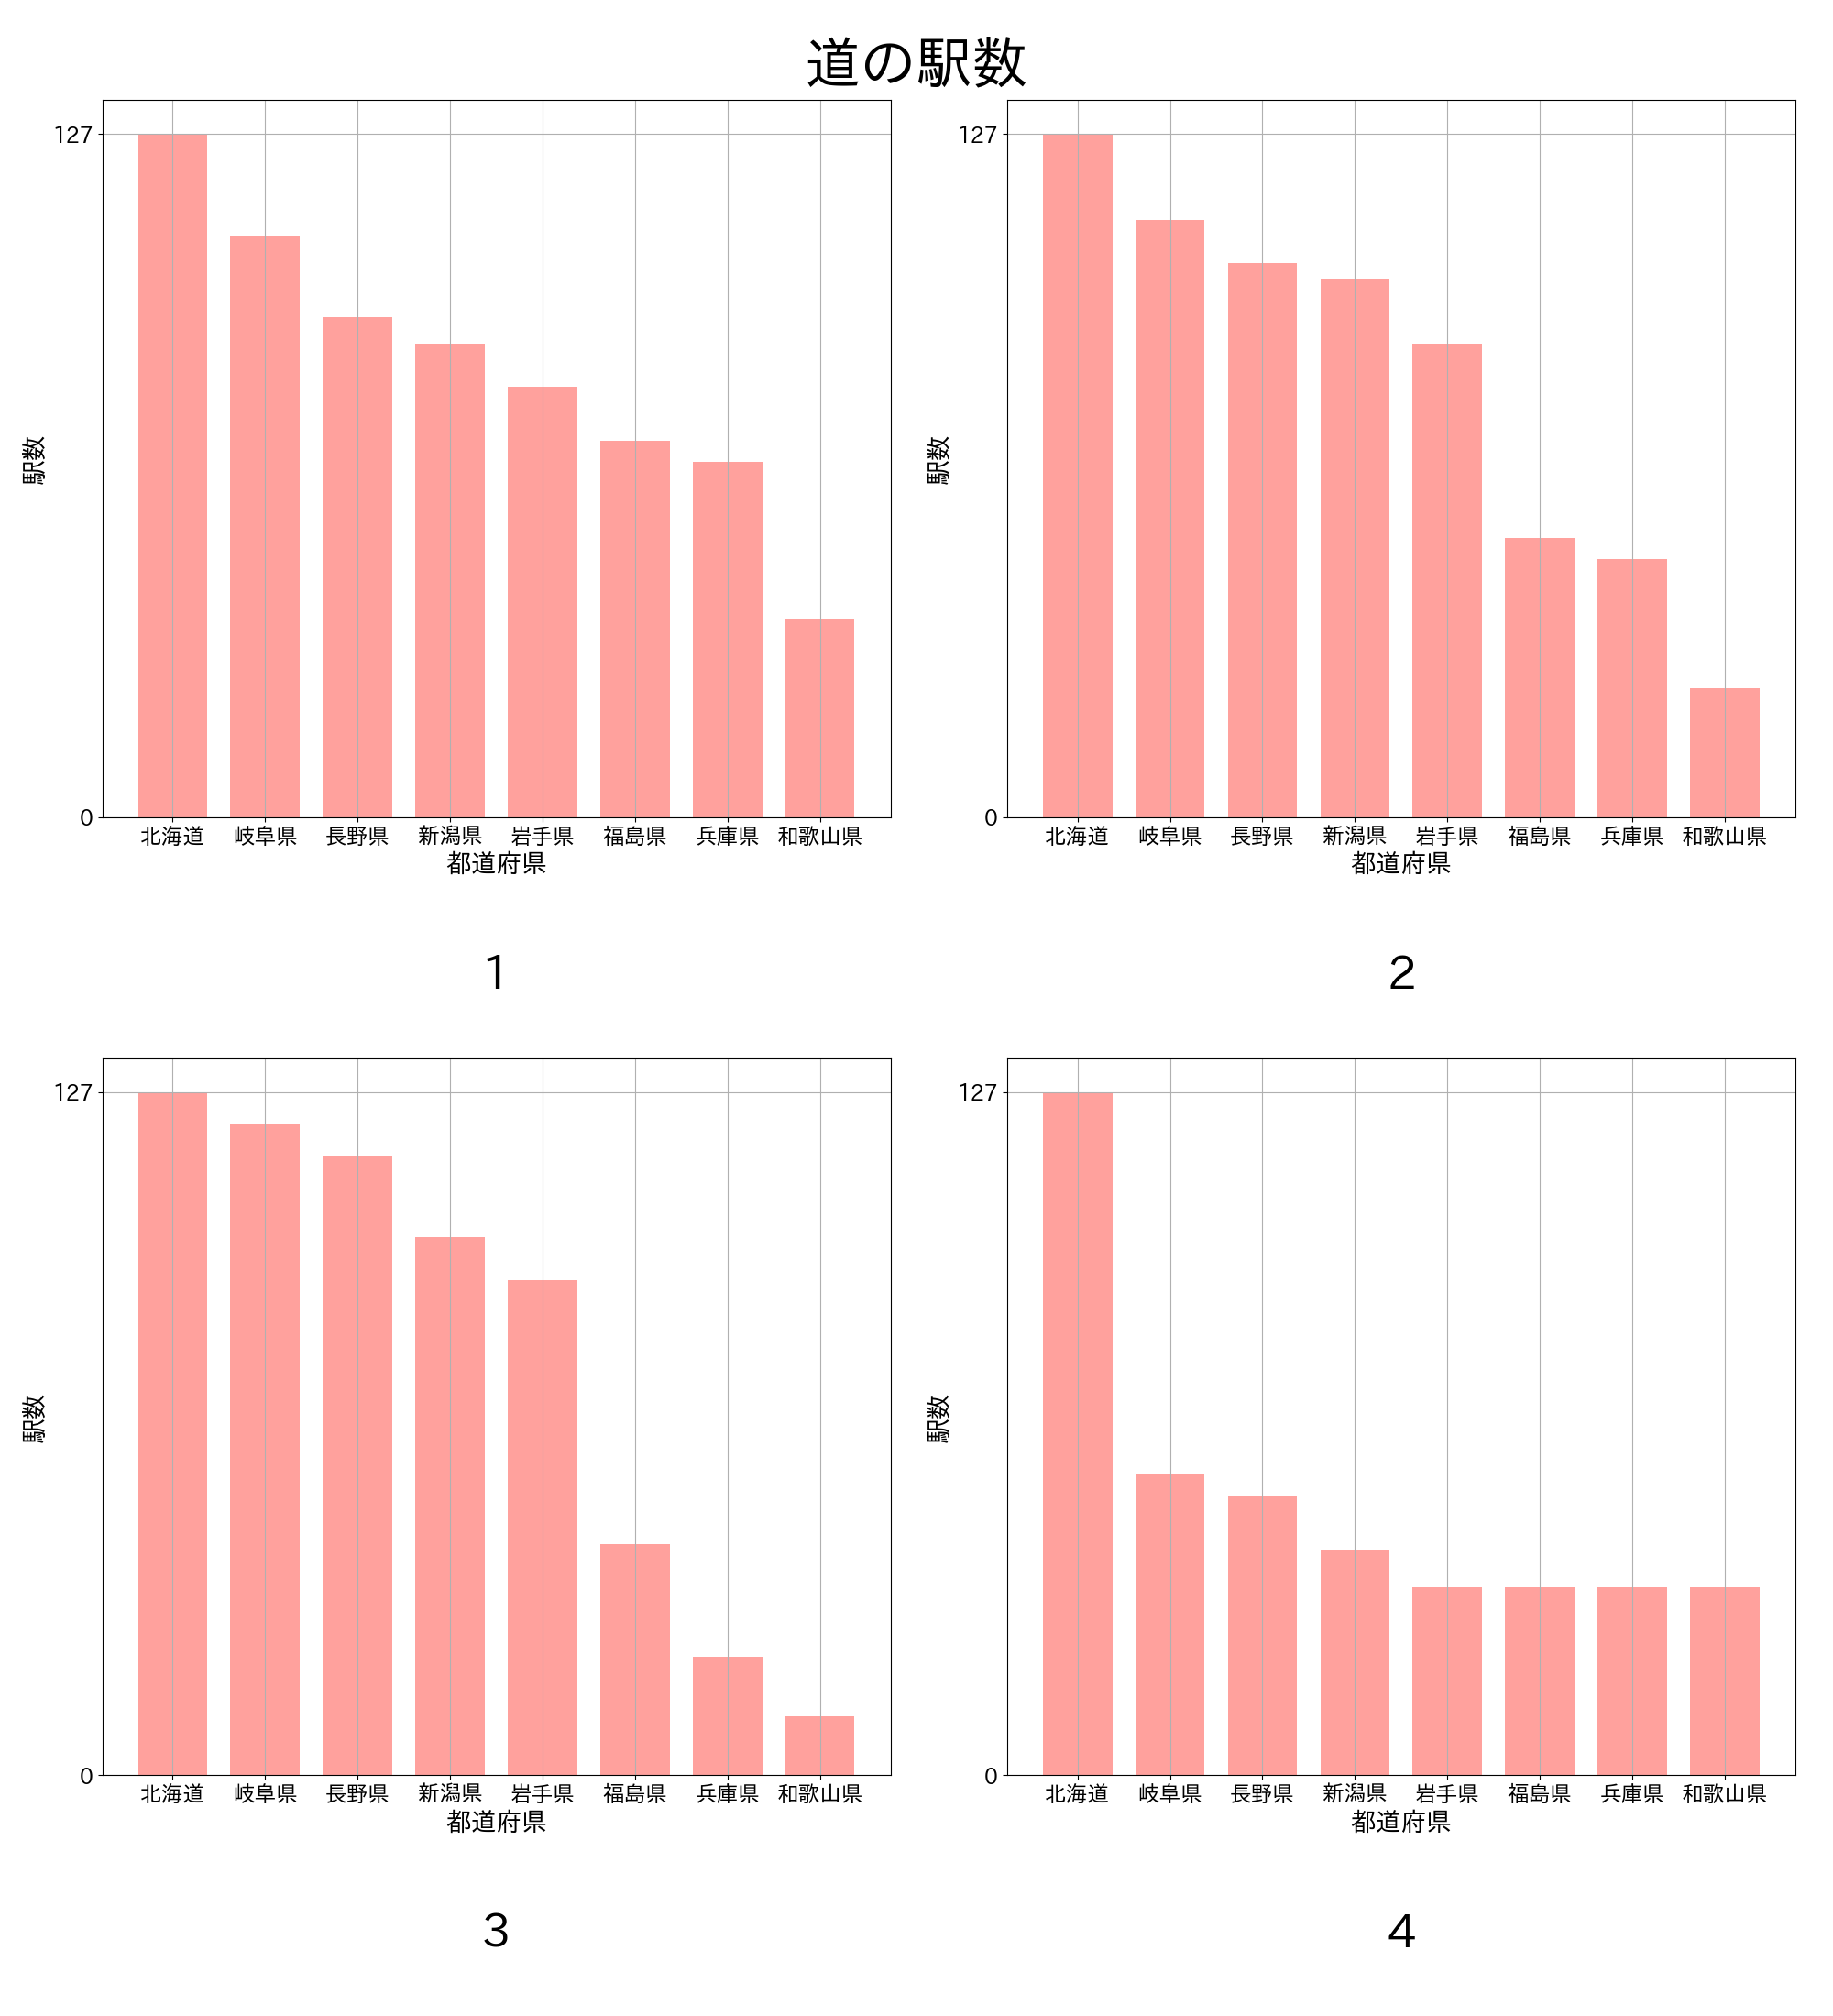 道の駅数
127
0
駅数
北海道 岐阜県 長野県 新潟県 岩手県 福島県 兵庫県 和歌山県
都道府県
1
127
0
駅数
北海道 岐阜県 長野県 新潟県 岩手県 福島県 兵庫県 和歌山県
都道府県
2
127
0
駅数
北海道 岐阜県 長野県 新潟県 岩手県 福島県 兵庫県 和歌山県
都道府県
3
127
0
駅数
北海道 岐阜県 長野県 新潟県 岩手県 福島県 兵庫県 和歌山県
都道府県
4